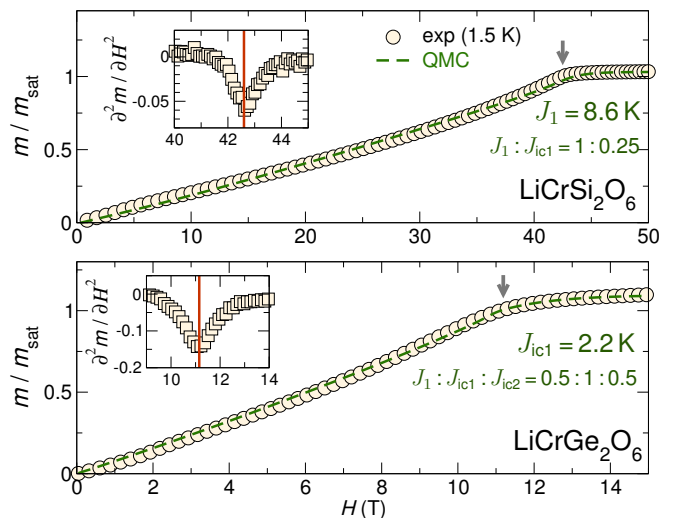 m / m_sat
1
0.5
0
∂² m / ∂H²
0
-0.05
40 42 44
exp (1.5 K)
QMC
J₁ = 8.6 K
J₁ : J_ic1 = 1 : 0.25
LiCrSi₂O₆
0 10 20 30 40 50
m / m_sat
1
0.5
0
∂² m / ∂H²
0
-0.1
-0.2
10 12 14
J_ic1 = 2.2 K
J₁ : J_ic1 : J_ic2 = 0.5 : 1 : 0.5
LiCrGe₂O₆
0 2 4 6 8 10 12 14
H (T)